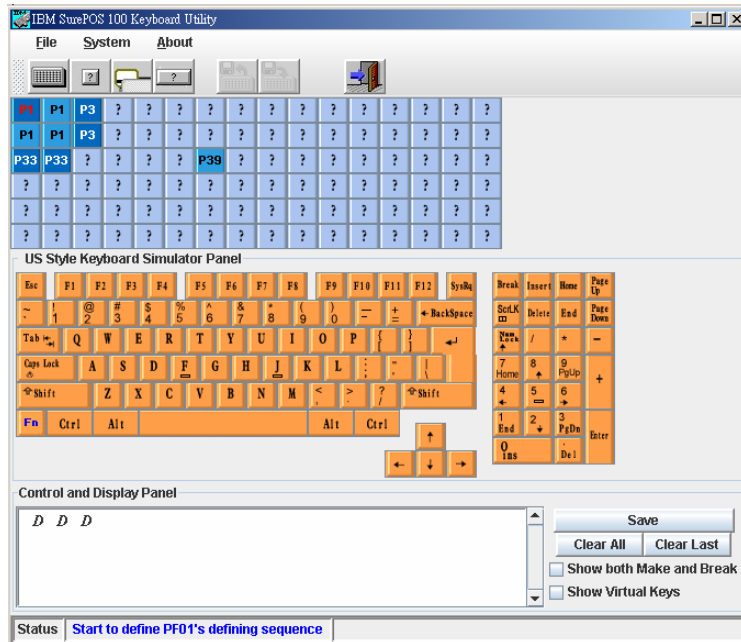 IBM SurePOS 100 Keyboard Utility
File System About
?
?
P1 P1 P3 ? ? ? ? ? ? ? ? ? ? ? ? ?
P1 P1 P3 ? ? ? ? ? ? ? ? ? ? ? ? ?
P33 P33 ? ? ? ? P39 ? ? ? ? ? ? ? ? ?
? ? ? ? ? ? ? ? ? ? ? ? ? ? ? ?
? ? ? ? ? ? ? ? ? ? ? ? ? ? ? ?
? ? ? ? ? ? ? ? ? ? ? ? ? ? ? ?
US Style Keyboard Simulator Panel
Esc F1 F2 F3 F4 F5 F6 F7 F8 F9 F10 F11 F12 SysRq Break Insert Home Page Up
~ ` ! 1 @ 2 # 3 $ 4 % 5 ^ 6 & 7 * 8 ( 9 ) 0 — – + = ←BackSpace ScrLK Delete End Page Down
Tab Q W E R T Y U I O P { [ } ] Num Lock / * –
Caps Lock A S D F G H J K L : ; " ' | \ 7 Home 8 9 PgUp +
⇧Shift Z X C V B N M < , > . ? / ⇧Shift 4 ← 5 6 →
Fn Ctrl Alt Alt Ctrl ↑ 1 End 2 ↓ 3 PgDn Enter
← ↓ → 0 Ins . Del
Control and Display Panel
D D D
Save
Clear All Clear Last
Show both Make and Break
Show Virtual Keys
Status Start to define PF01's defining sequence